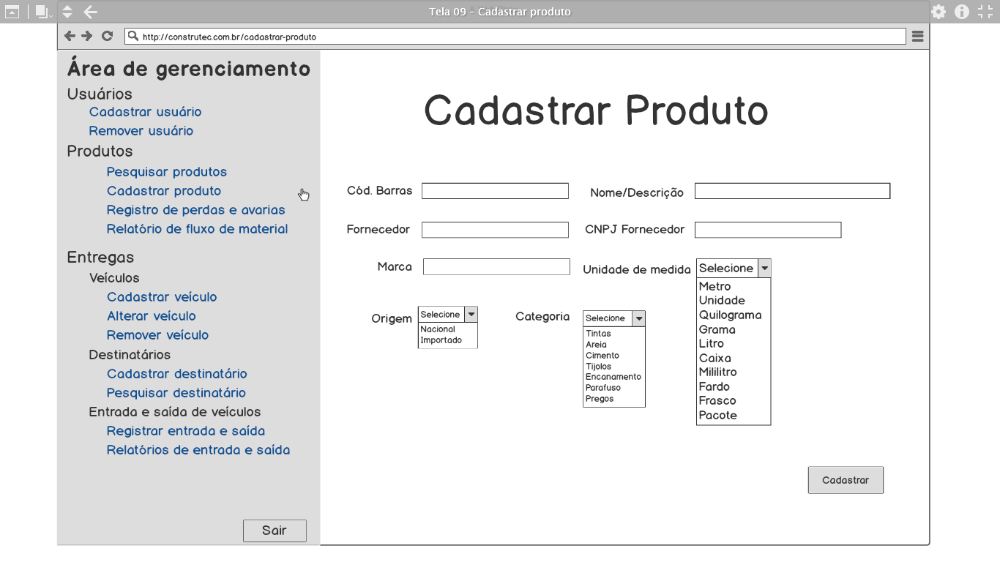 Tela 09 - Cadastrar produto
http://construtec.com.br/cadastrar-produto
Área de gerenciamento
Usuários
Cadastrar usuário
Remover usuário
Produtos
Pesquisar produtos
Cadastrar produto
Registro de perdas e avarias
Relatório de fluxo de material
Entregas
Veículos
Cadastrar veículo
Alterar veículo
Remover veículo
Destinatários
Cadastrar destinatário
Pesquisar destinatário
Entrada e saída de veículos
Registrar entrada e saída
Relatórios de entrada e saída
Sair
Cadastrar Produto
Cód. Barras
Nome/Descrição
Fornecedor
CNPJ Fornecedor
Marca
Unidade de medida
Selecione
Metro
Unidade
Quilograma
Grama
Litro
Caixa
Mililitro
Fardo
Frasco
Pacote
Origem
Selecione
Nacional
Importado
Categoria
Selecione
Tintas
Areia
Cimento
Tijolos
Encanamento
Parafuso
Pregos
Cadastrar